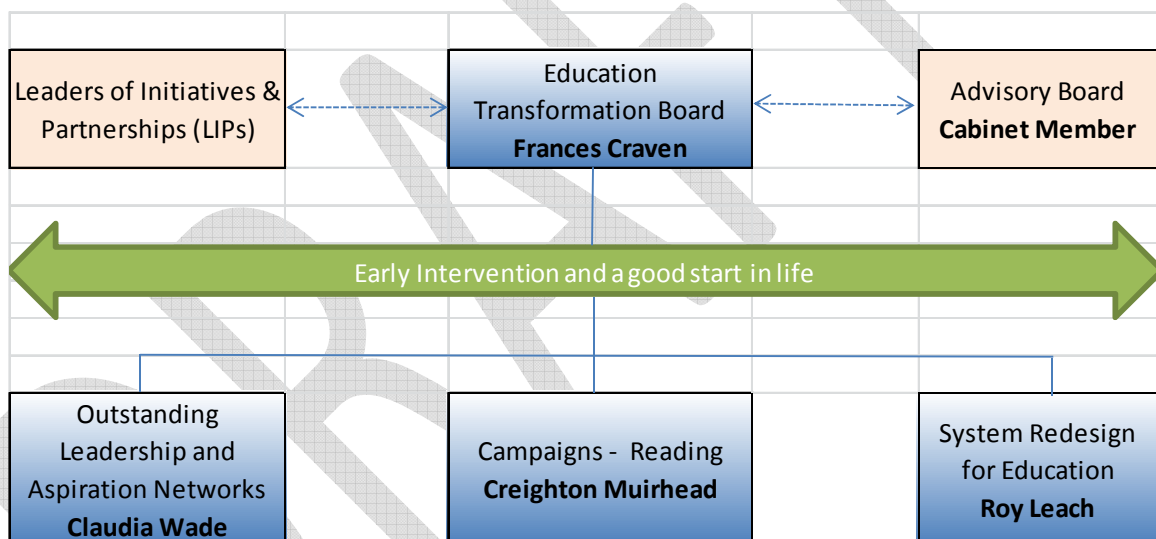 Leaders of Initiatives &
Partnerships (LIPs)
Education
Transformation Board
Frances Craven
Advisory Board
Cabinet Member
Early Intervention and a good start in life
Outstanding
Leadership and
Aspiration Networks
Claudia Wade
Campaigns - Reading
Creighton Muirhead
System Redesign
for Education
Roy Leach